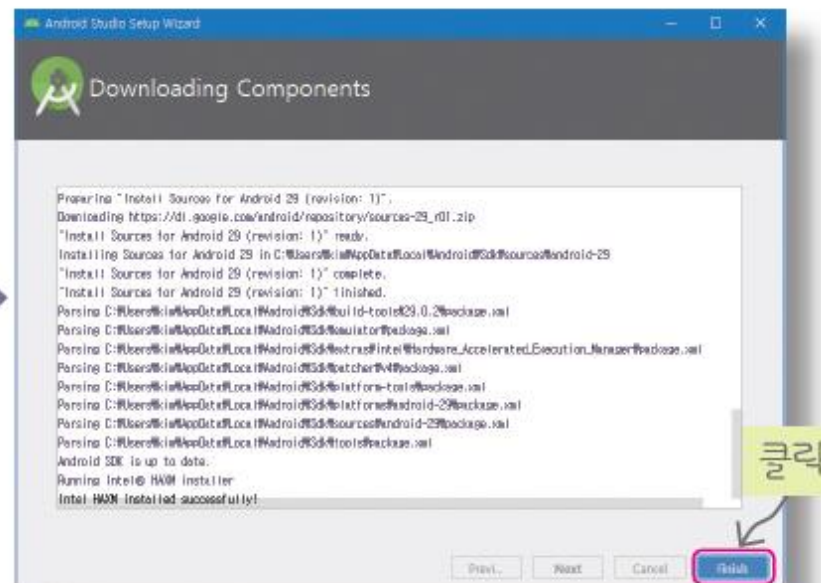 Android Studio Setup Wizard
Downloading Components
Preparing "Install Sources for Android 29 (revision: 1)".
Downloading https://dl.google.com/android/repository/sources-29_r01.zip
"Install Sources for Android 29 (revision: 1)" ready.
Installing Sources for Android 29 in C:₩Users₩kim₩AppData₩Local₩Android₩Sdk₩sources₩android-29
"Install Sources for Android 29 (revision: 1)" complete.
"Install Sources for Android 29 (revision: 1)" finished.
Parsing C:₩Users₩kim₩AppData₩Local₩Android₩Sdk₩build-tools₩29.0.2₩package.xml
Parsing C:₩Users₩kim₩AppData₩Local₩Android₩Sdk₩emulator₩package.xml
Parsing C:₩Users₩kim₩AppData₩Local₩Android₩Sdk₩extras₩intel₩Hardware_Accelerated_Execution_Manager₩package.xml
Parsing C:₩Users₩kim₩AppData₩Local₩Android₩Sdk₩patcher₩v4₩package.xml
Parsing C:₩Users₩kim₩AppData₩Local₩Android₩Sdk₩platform-tools₩package.xml
Parsing C:₩Users₩kim₩AppData₩Local₩Android₩Sdk₩platforms₩android-29₩package.xml
Parsing C:₩Users₩kim₩AppData₩Local₩Android₩Sdk₩sources₩android-29₩package.xml
Parsing C:₩Users₩kim₩AppData₩Local₩Android₩Sdk₩tools₩package.xml
Android SDK is up to date.
Running Intel® HAXM installer
Intel HAXM installed successfully!
클릭
Previ.. Next Cancel Finish